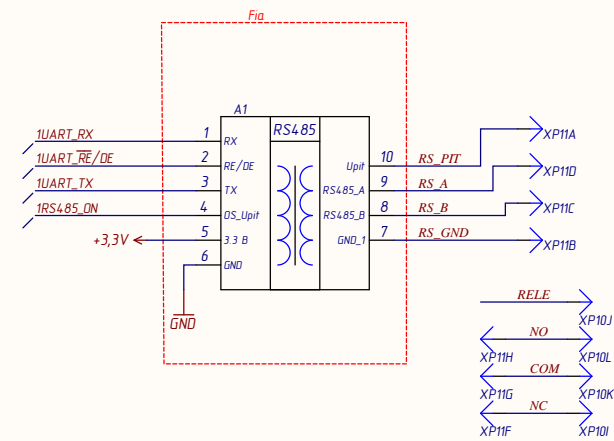 Fia
A1
RS485
1UART_RX 1 RX
1UART_RE/DE 2 RE/DE
1UART_TX 3 TX
1RS485_ON 4 OS_Upit
+3,3V 5 3.3 В
6 GND
GND
Upit 10 RS_PIT XP11A
RS485_A 9 RS_A XP11D
RS485_B 8 RS_B XP11C
GND_1 7 RS_GND XP11B
RELE XP10J
XP11H NO XP10L
XP11G COM XP10K
XP11F NC XP10I